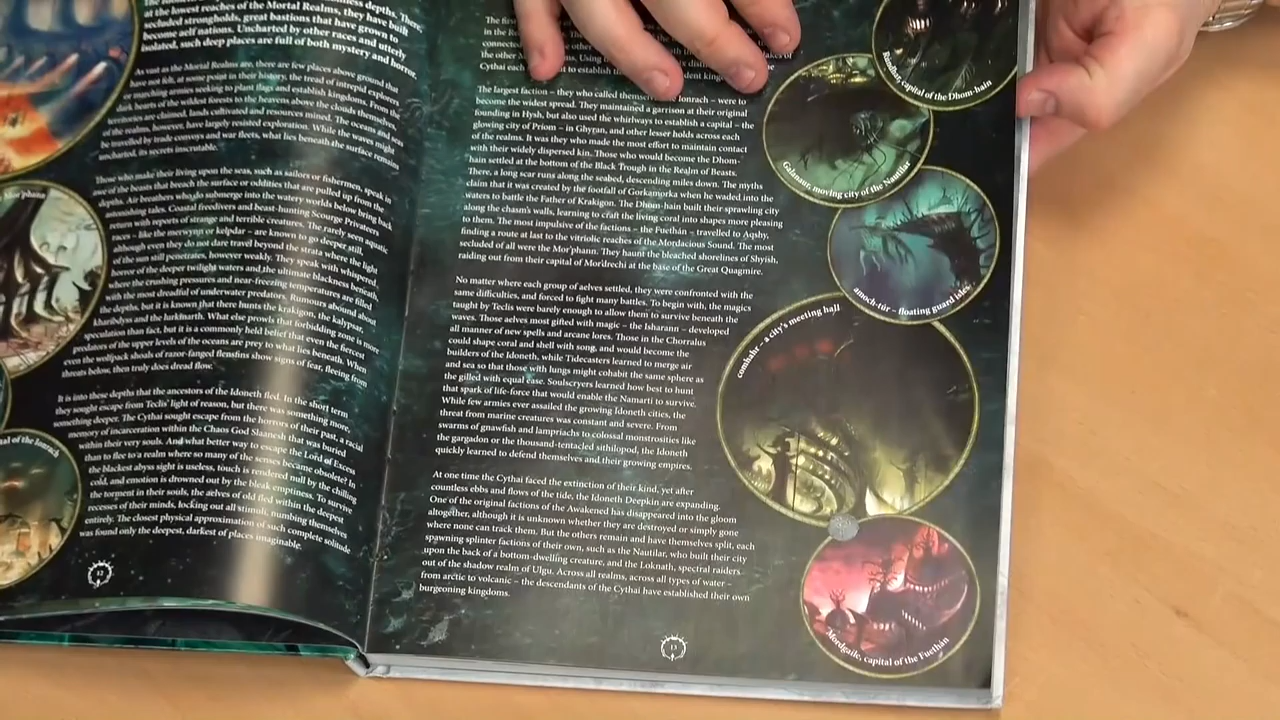 The
ness depths. There,
at the lowest reaches of the Mortal Realms, they have built
secluded strongholds, great bastions that have grown to
become aelf nations. Uncharted by other races and utterly
isolated, such deep places are full of both mystery and horror.
As vast as the Mortal Realms are, there are few places above ground that
have not felt, at some point in their history, the tread of intrepid explorers
or marching armies seeking to plant flags and establish kingdoms. From the
dark hearts of the wildest forests to the heavens above the clouds themselves,
territories are claimed, lands cultivated and resources mined. The oceans and seas
of the realms, however, have largely resisted exploration. While the waves might
be travelled by trade convoys and war fleets, what lies beneath the surface remains
uncharted, its secrets inscrutable.
Those who make their living upon the seas, such as sailors or fishermen, speak in
awe of the beasts that breach the surface or oddities that are pulled up from the
depths. Air breathers who do submerge into the watery worlds below bring back
astonishing tales. Coastal freedivers and beast-hunting Scourge Privateers
return with reports of strange and terrible creatures. The rarely seen aquatic
races – like the merwynn or kelpdar – are known to go deeper still,
although even they do not dare travel beyond the strata where the light
of the sun still penetrates, however weakly. They speak with whispered
horror of the deeper twilight waters and the ultimate blackness beneath,
where the crushing pressures and near-freezing temperatures are filled
with the most dreadful of underwater predators. Rumours abound about
the depths, but it is known that there hunts the krakigon, the kalypsar,
kharibdyss and the lurkinarth. What else prowls that forbidding zone is more
speculation than fact, but it is a commonly held belief that even the fiercest
predators of the upper levels of the oceans are prey to what lies beneath. When
even the wolfpack shoals of razor-fanged flensfins show signs of fear, fleeing from
threats below, then truly does dread flow.
It is into these depths that the ancestors of the Idoneth fled. In the short term
they sought escape from Teclis' light of reason, but there was something more,
something deeper. The Cythai sought escape from the horrors of their past, a racial
memory of incarceration within the Chaos God Slaanesh that was buried
within their very souls. And what better way to escape the Lord of Excess
than to flee to a realm where so many of the senses became obsolete? In
the blackest abyss sight is useless, touch is rendered null by the chilling
cold, and emotion is drowned out by the bleak emptiness. To survive
the torment in their souls, the aelves of old fled within the deepest
recesses of their minds, locking out all stimuli, numbing themselves
entirely. The closest physical approximation of such complete solitude
was found only the deepest, darkest of places imaginable.
Mor'phann
al of the Ionrach
12
The firs
in the Re
connected
the other
Using
Cythai each
to establish
dent king
The largest faction – they who called themse
Ionrach – were to
become the widest spread. They maintained a garrison at their original
founding in Hysh, but also used the whirlways to establish a capital – the
glowing city of Priom – in Ghyran, and other lesser holds across each
of the realms. It was they who made the most effort to maintain contact
with their widely dispersed kin. Those who would become the Dhom-
hain settled at the bottom of the Black Trough in the Realm of Beasts.
There, a long scar runs along the seabed, descending miles down. The myths
claim that it was created by the footfall of Gorkamorka when he waded into the
waters to battle the Father of Krakigon. The Dhom-hain built their sprawling city
along the chasm's walls, learning to craft the living coral into shapes more pleasing
to them. The most impulsive of the factions – the Fuethán – travelled to Aqshy,
finding a route at last to the vitriolic reaches of the Mordacious Sound. The most
secluded of all were the Mor'phann. They haunt the bleached shorelines of Shyish,
raiding out from their capital of Mor'drechi at the base of the Great Quagmire.
No matter where each group of aelves settled, they were confronted with the
same difficulties, and forced to fight many battles. To begin with, the magics
taught by Teclis were barely enough to allow them to survive beneath the
waves. Those aelves most gifted with magic – the Isharann – developed
all manner of new spells and arcane lores. Those in the Chorralus
could shape coral and shell with song, and would become the
builders of the Idoneth, while Tidecasters learned to merge air
and sea so that those with lungs might cohabit the same sphere as
the gilled with equal ease. Soulscryers learned how best to hunt
that spark of life-force that would enable the Namarti to survive.
While few armies ever assailed the growing Idoneth cities, the
threat from marine creatures was constant and severe. From
swarms of gnawfish and lampriachs to colossal monstrosities like
the gargadon or the thousand-tentacled sithilopod, the Idoneth
quickly learned to defend themselves and their growing empires.
At one time the Cythai faced the extinction of their kind, yet after
countless ebbs and flows of the tide, the Idoneth Deepkin are expanding.
One of the original factions of the Awakened has disappeared into the gloom
altogether, although it is unknown whether they are destroyed or simply gone
where none can track them. But the others remain and have themselves split, each
spawning splinter factions of their own, such as the Nautilar, who built their city
upon the back of a bottom-dwelling creature, and the Loknath, spectral raiders
out of the shadow realm of Ulgu. Across all realms, across all types of water –
from arctic to volcanic – the descendants of the Cythai have established their own
burgeoning kingdoms.
Rúndhar, capital of the Dhom-hain
Galanaur, moving city of the Nautilar
amoch-túr – floating guard isles
combahr – a city's meeting hall
Mordgaile, capital of the Fuethán
13